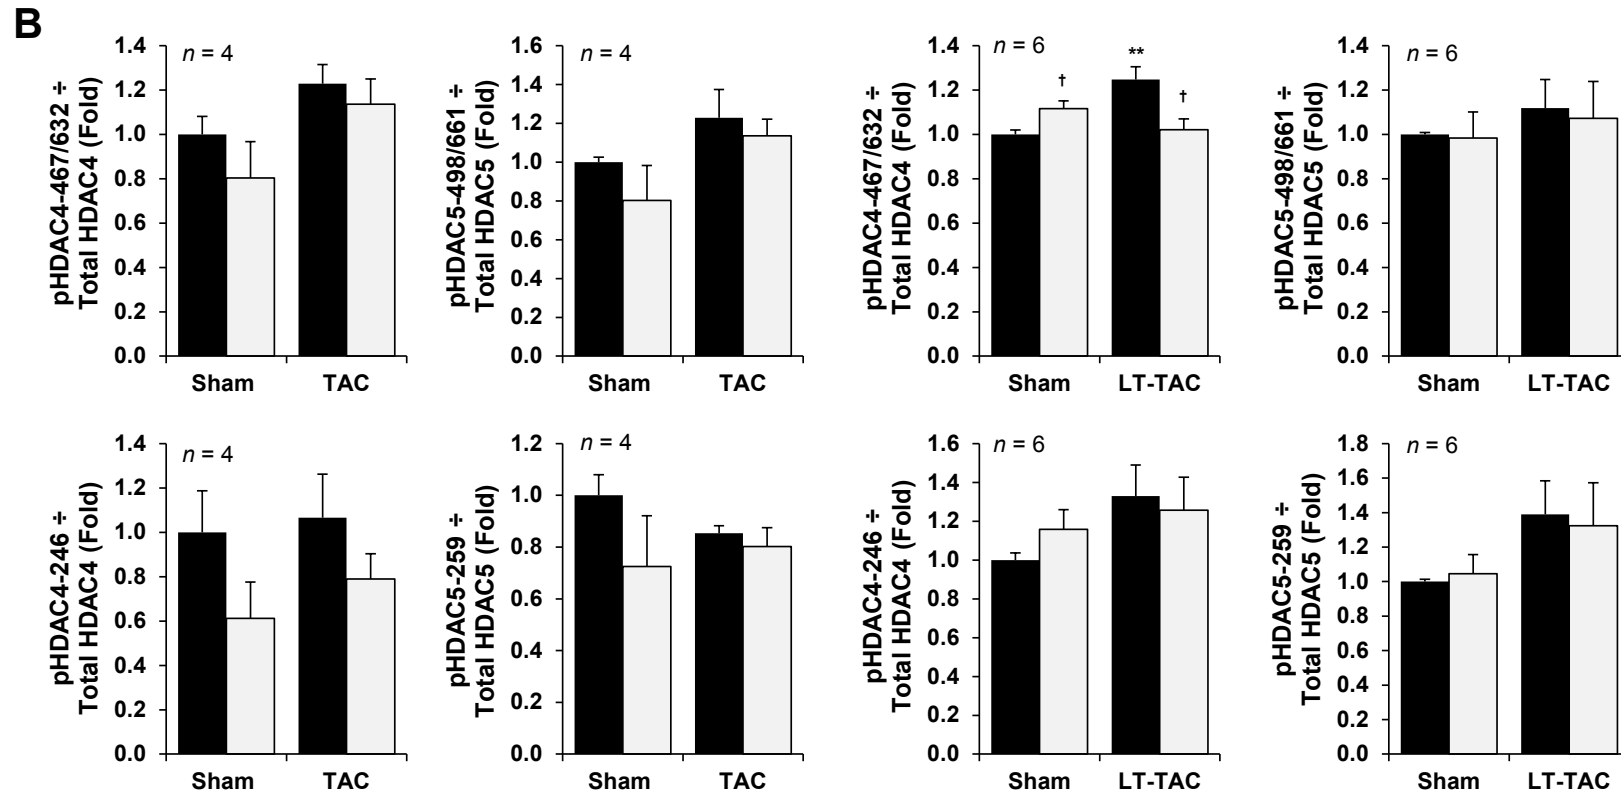 B
pHDAC4-467/632 ÷
Total HDAC4 (Fold)
1.4
1.2
1.0
0.8
0.6
0.4
0.2
0.0
n = 4
Sham TAC
pHDAC5-498/661 ÷
Total HDAC5 (Fold)
1.6
1.4
1.2
1.0
0.8
0.6
0.4
0.2
0.0
n = 4
Sham TAC
pHDAC4-467/632 ÷
Total HDAC4 (Fold)
1.4
1.2
1.0
0.8
0.6
0.4
0.2
0.0
n = 6
†
**
†
Sham LT-TAC
pHDAC5-498/661 ÷
Total HDAC5 (Fold)
1.4
1.2
1.0
0.8
0.6
0.4
0.2
0.0
n = 6
Sham LT-TAC
pHDAC4-246 ÷
Total HDAC4 (Fold)
1.4
1.2
1.0
0.8
0.6
0.4
0.2
0.0
n = 4
Sham TAC
pHDAC5-259 ÷
Total HDAC5 (Fold)
1.2
1.0
0.8
0.6
0.4
0.2
0.0
n = 4
Sham TAC
pHDAC4-246 ÷
Total HDAC4 (Fold)
1.6
1.4
1.2
1.0
0.8
0.6
0.4
0.2
0.0
n = 6
Sham LT-TAC
pHDAC5-259 ÷
Total HDAC5 (Fold)
1.8
1.6
1.4
1.2
1.0
0.8
0.6
0.4
0.2
0.0
n = 6
Sham LT-TAC